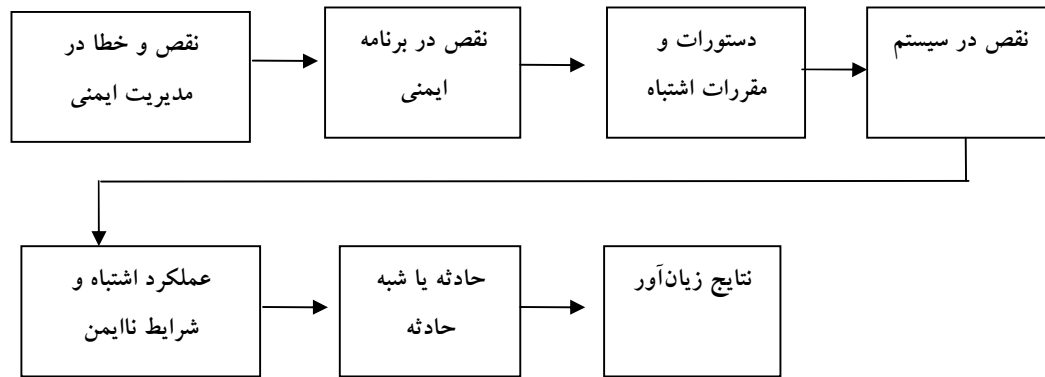 نقص و خطا در
مدیریت ایمنی
نقص در برنامه
ایمنی
دستورات و
مقررات اشتباه
نقص در سیستم
عملکرد اشتباه و
شرایط ناایمن
حادثه یا شبه
حادثه
نتایج زیان‌آور